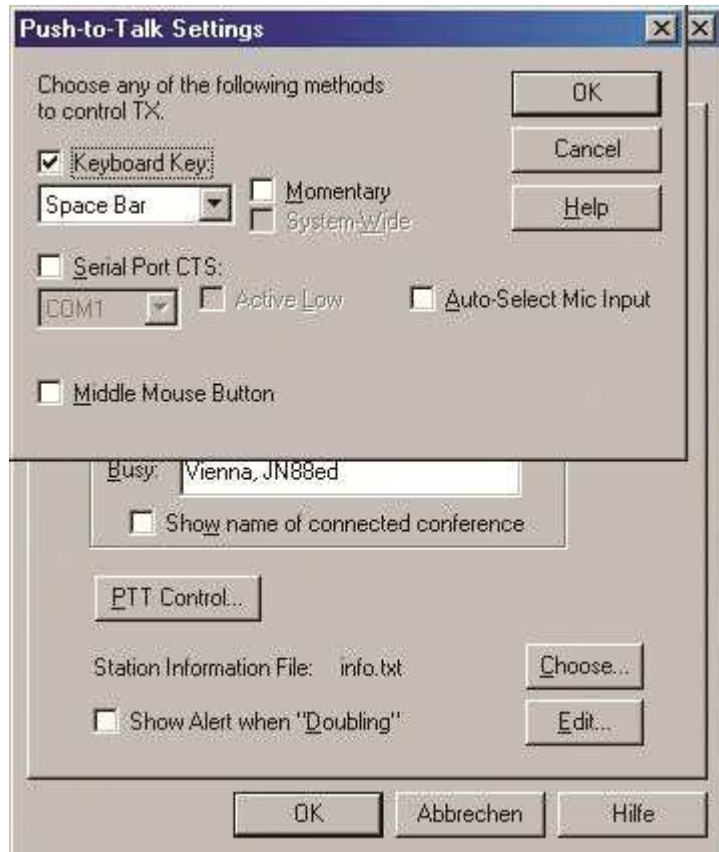 Push-to-Talk Settings
Choose any of the following methods
to control TX.
OK
Cancel
Help
Keyboard Key:
Space Bar
Momentary
System-Wide
Serial Port CTS:
COM1
Active Low
Auto-Select Mic Input
Middle Mouse Button
Busy: Vienna, JN88ed
Show name of connected conference
PTT Control...
Station Information File: info.txt
Choose...
Show Alert when "Doubling"
Edit...
OK
Abbrechen
Hilfe